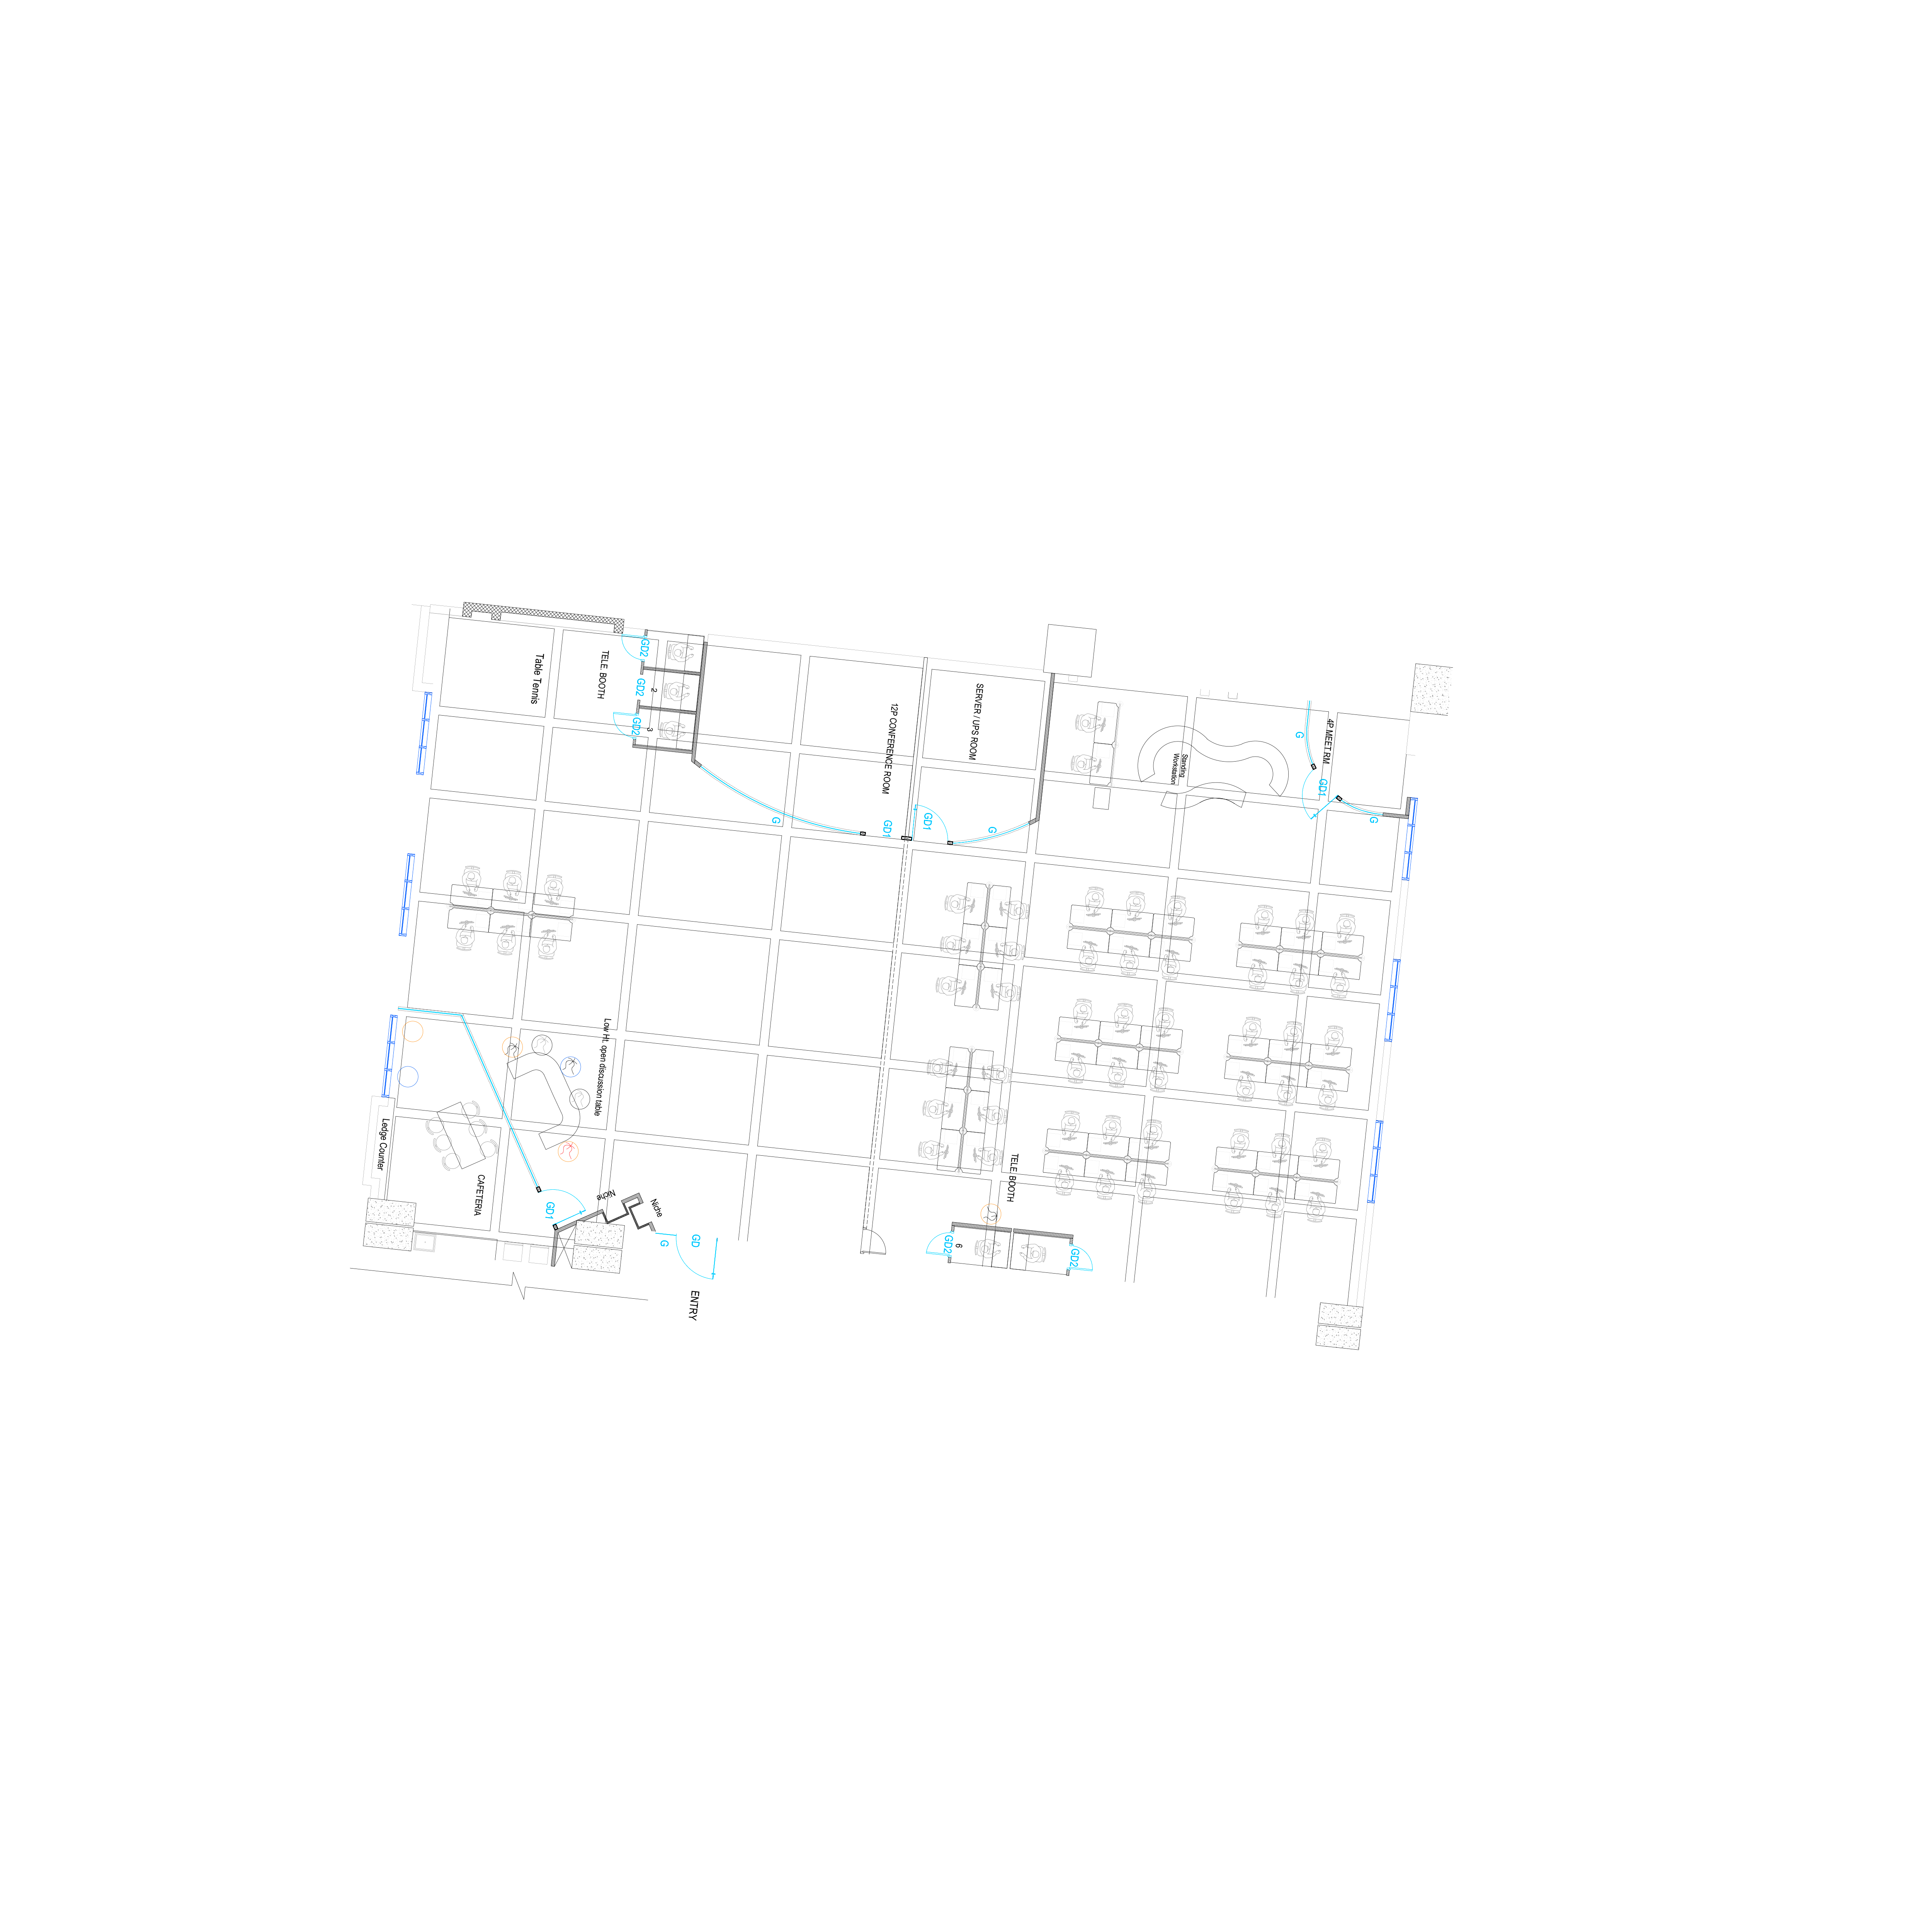 Table Tennis
TELE BOOTH
GD2
GD2
2
GD2
3
12P CONFERENCE ROOM
SERVER / UPS ROOM
G
GD1
GD1
G
Standing
Workstation
4P MEET RM
G
GD1
G
Low Ht. open discussion table
Ledge Counter
CAFETERIA
GD1
Niche
Niche
G
GD
ENTRY
TELE BOOTH
GD2
6
GD2